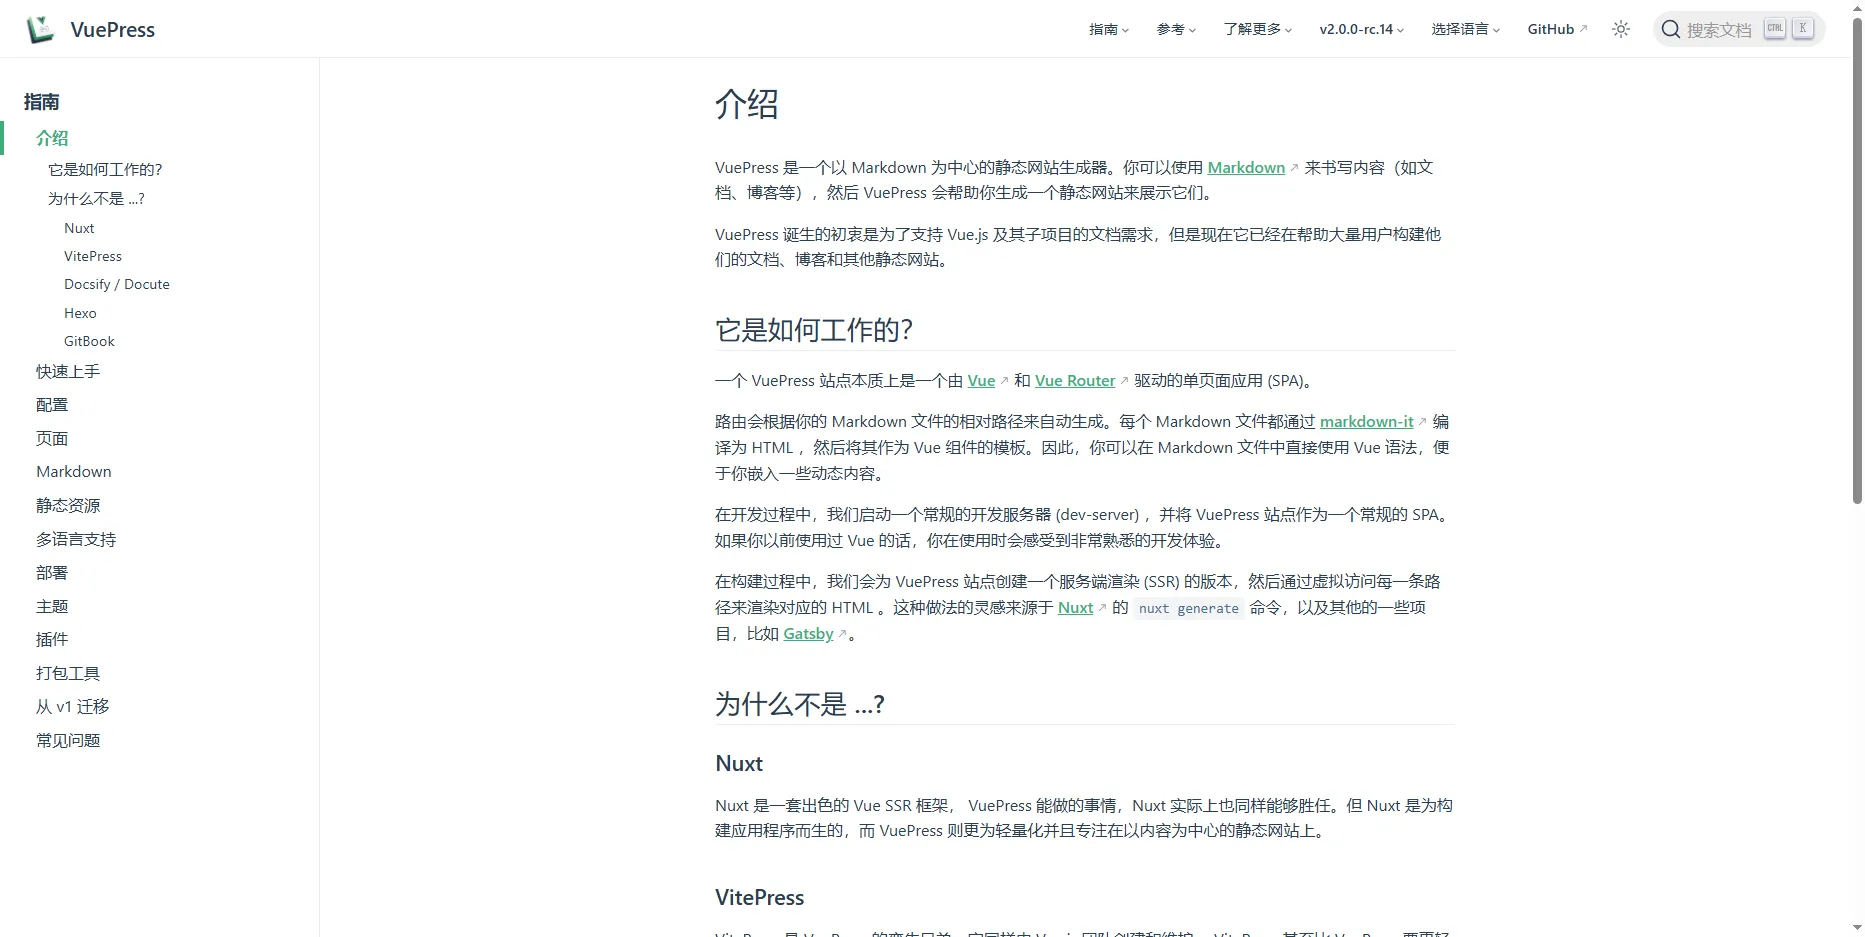 VuePress
指南
参考
了解更多
v2.0.0-rc.14
选择语言
GitHub
搜索文档
CTRL
K
指南
介绍
它是如何工作的？
为什么不是 ...?
Nuxt
VitePress
Docsify / Docute
Hexo
GitBook
快速上手
配置
页面
Markdown
静态资源
多语言支持
部署
主题
插件
打包工具
从 v1 迁移
常见问题
介绍
VuePress 是一个以 Markdown 为中心的静态网站生成器。你可以使用 Markdown 来书写内容（如文
档、博客等），然后 VuePress 会帮助你生成一个静态网站来展示它们。
VuePress 诞生的初衷是为了支持 Vue.js 及其子项目的文档需求，但是现在它已经在帮助大量用户构建他
们的文档、博客和其他静态网站。
它是如何工作的？
一个 VuePress 站点本质上是一个由 Vue 和 Vue Router 驱动的单页面应用 (SPA)。
路由会根据你的 Markdown 文件的相对路径来自动生成。每个 Markdown 文件都通过 markdown-it 编
译为 HTML ，然后将其作为 Vue 组件的模板。因此，你可以在 Markdown 文件中直接使用 Vue 语法，便
于你嵌入一些动态内容。
在开发过程中，我们启动一个常规的开发服务器 (dev-server) ，并将 VuePress 站点作为一个常规的 SPA。
如果你以前使用过 Vue 的话，你在使用时会感受到非常熟悉的开发体验。
在构建过程中，我们会为 VuePress 站点创建一个服务端渲染 (SSR) 的版本，然后通过虚拟访问每一条路
径来渲染对应的 HTML 。这种做法的灵感来源于 Nuxt 的 nuxt generate 命令，以及其他的一些项
目，比如 Gatsby 。
为什么不是 ...?
Nuxt
Nuxt 是一套出色的 Vue SSR 框架， VuePress 能做的事情，Nuxt 实际上也同样能够胜任。但 Nuxt 是为构
建应用程序而生的，而 VuePress 则更为轻量化并且专注在以内容为中心的静态网站上。
VitePress